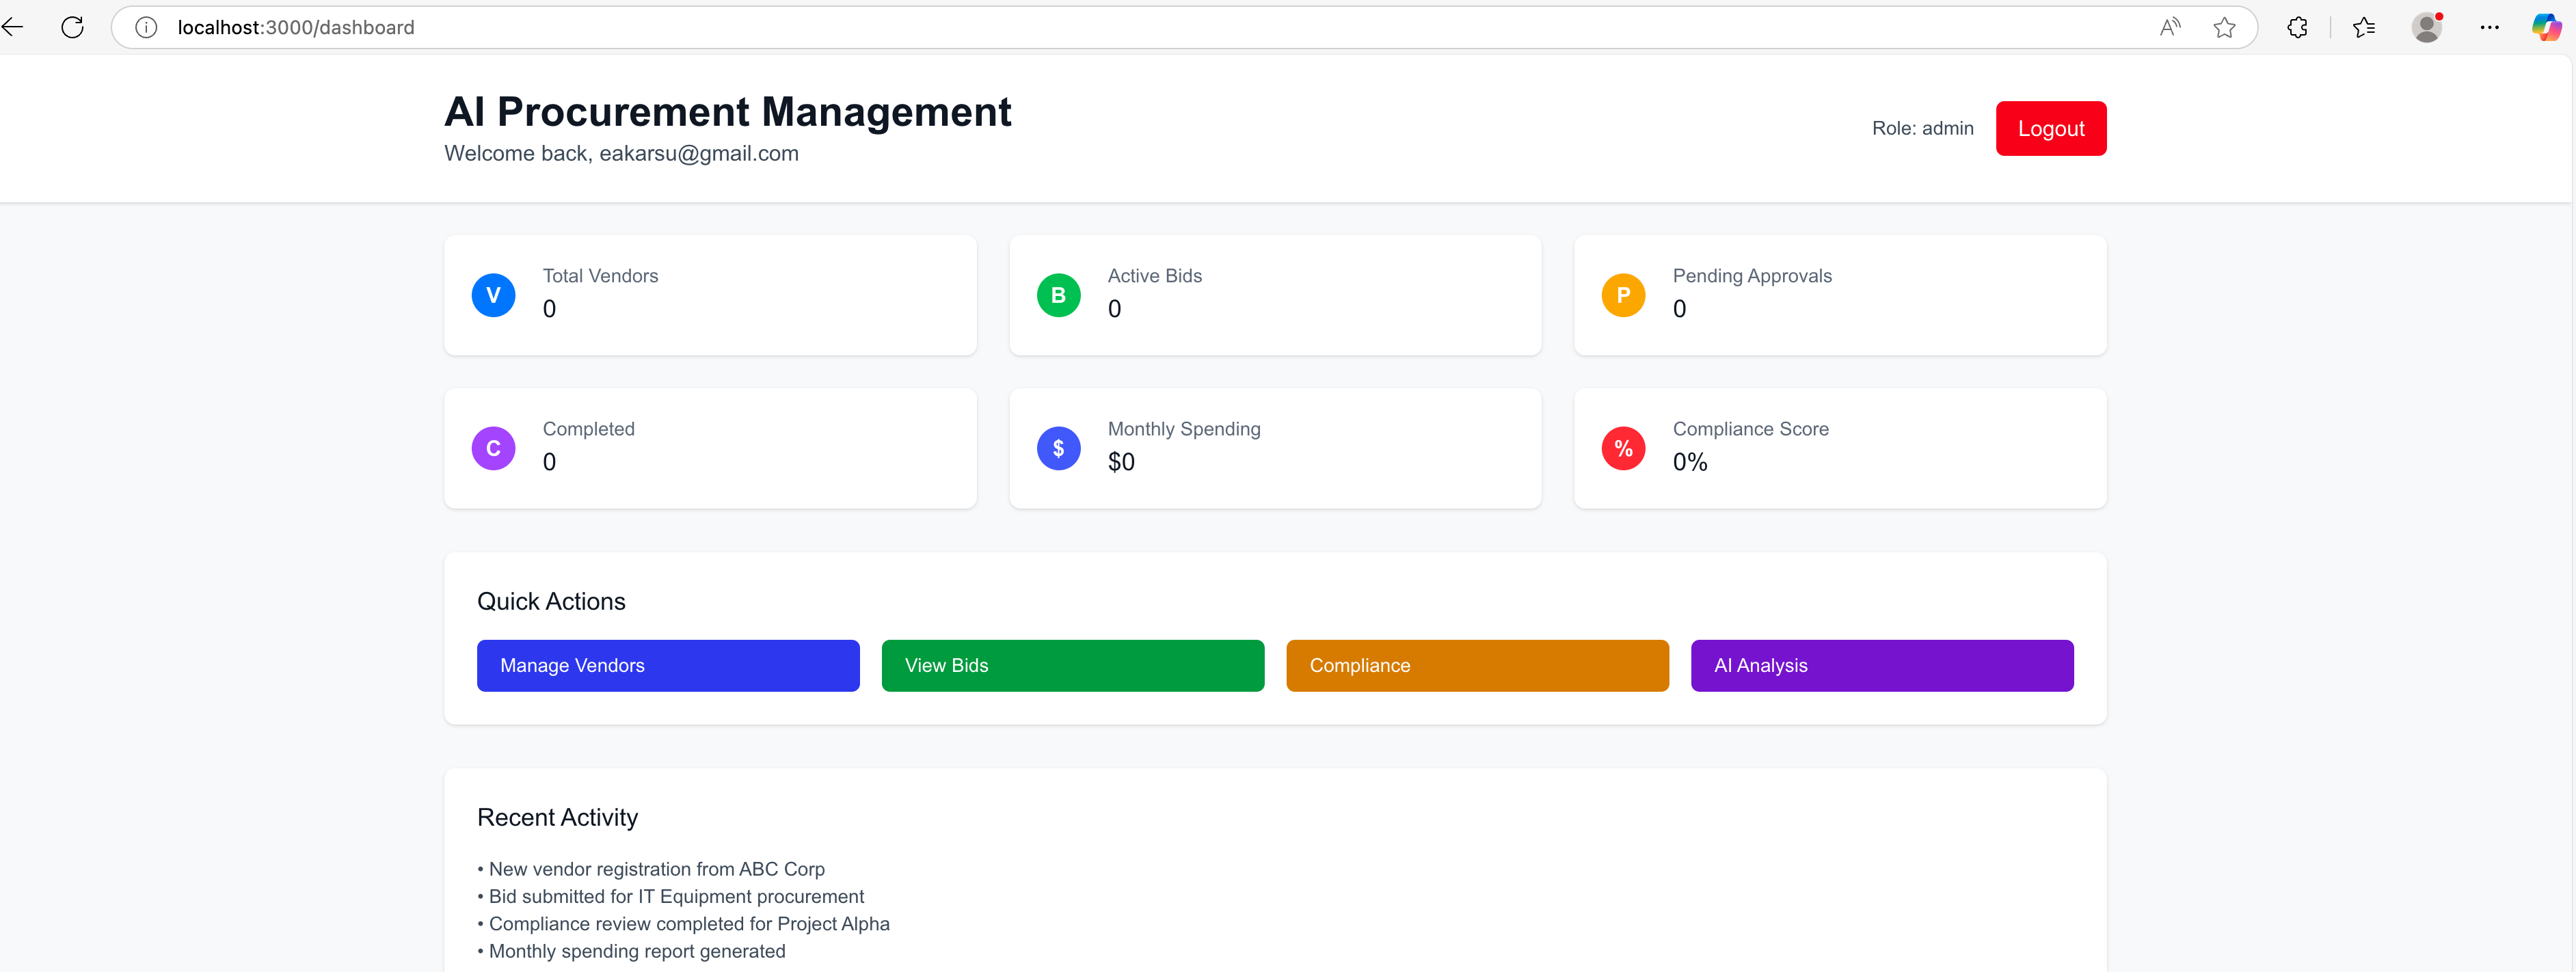 localhost:3000/dashboard
AI Procurement Management
Welcome back, eakarsu@gmail.com
Role: admin
Logout
V
Total Vendors
0
B
Active Bids
0
P
Pending Approvals
0
C
Completed
0
$
Monthly Spending
$0
%
Compliance Score
0%
Quick Actions
Manage Vendors
View Bids
Compliance
AI Analysis
Recent Activity
• New vendor registration from ABC Corp
• Bid submitted for IT Equipment procurement
• Compliance review completed for Project Alpha
• Monthly spending report generated